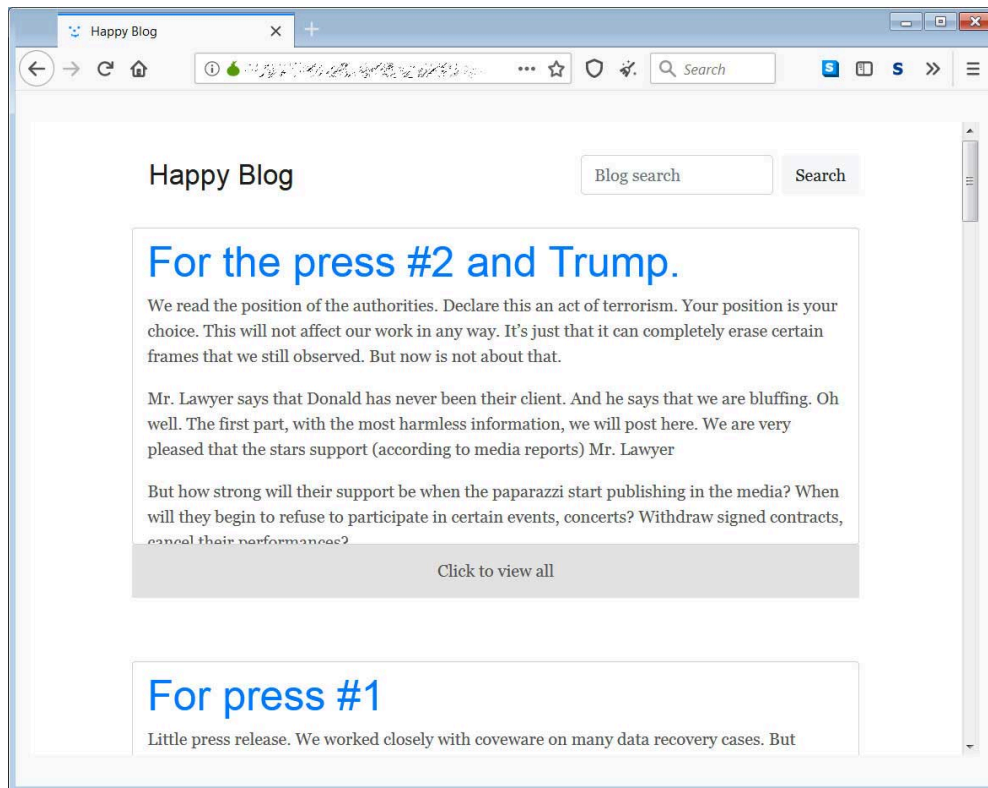 Happy Blog
Search
S
S
Happy Blog
Blog search
Search
For the press #2 and Trump.
We read the position of the authorities. Declare this an act of terrorism. Your position is your
choice. This will not affect our work in any way. It's just that it can completely erase certain
frames that we still observed. But now is not about that.
Mr. Lawyer says that Donald has never been their client. And he says that we are bluffing. Oh
well. The first part, with the most harmless information, we will post here. We are very
pleased that the stars support (according to media reports) Mr. Lawyer
But how strong will their support be when the paparazzi start publishing in the media? When
will they begin to refuse to participate in certain events, concerts? Withdraw signed contracts,
cancel their performances?
Click to view all
For press #1
Little press release. We worked closely with coveware on many data recovery cases. But